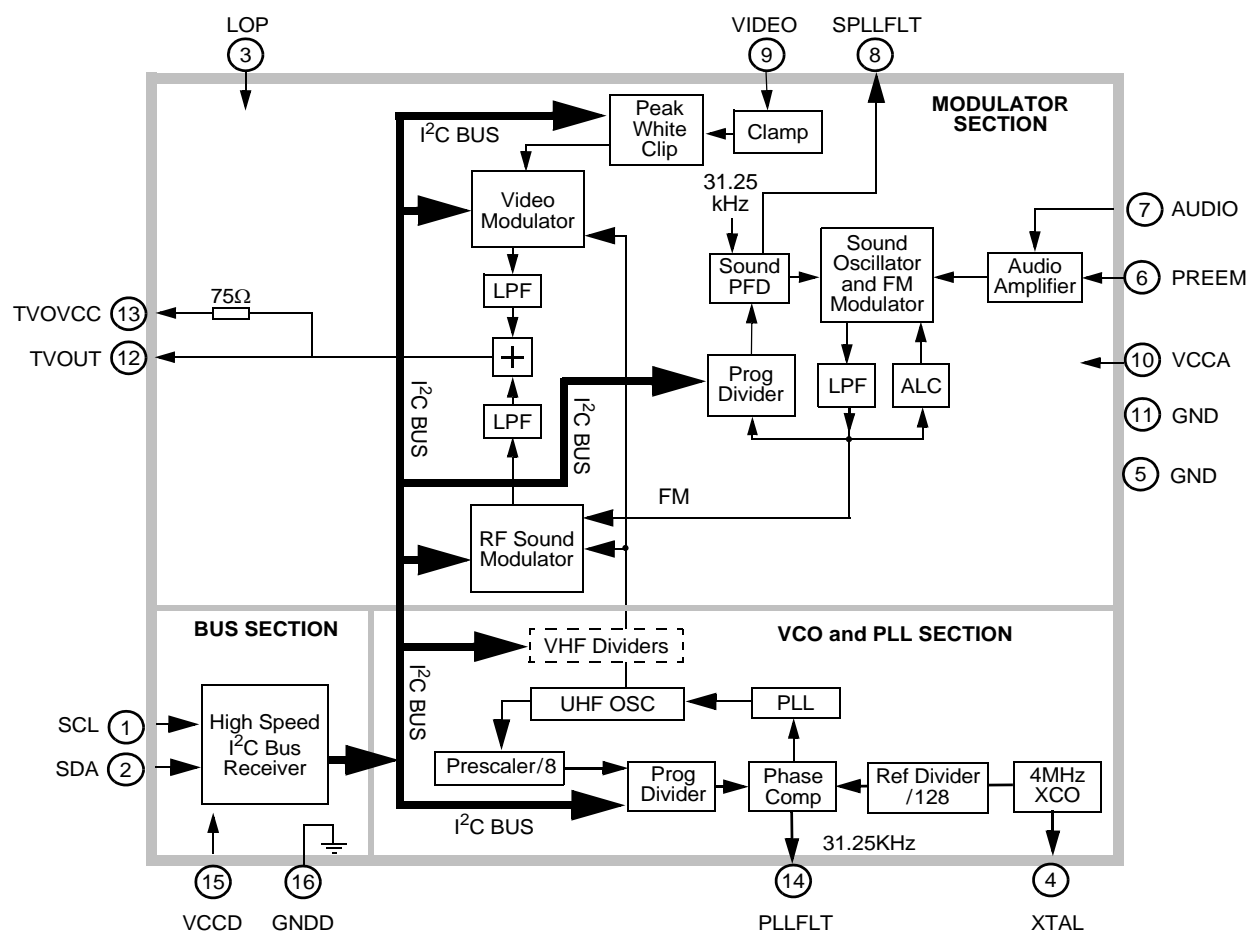 LOP
3
VIDEO
9
SPLLFLT
8
MODULATOR
SECTION
I²C BUS
Peak
White
Clip
Clamp
Video
Modulator
31.25
kHz
7
AUDIO
Sound
PFD
Sound
Oscillator
and FM
Modulator
Audio
Amplifier
6
PREEM
LPF
TVOVCC
13
75Ω
TVOUT
12
+
10
VCCA
Prog
Divider
LPF
ALC
I²C BUS
I²C BUS
LPF
11
GND
5
GND
FM
RF Sound
Modulator
BUS SECTION
VCO and PLL SECTION
VHF Dividers
I²C BUS
UHF OSC
PLL
SCL
1
SDA
2
High Speed
I²C Bus
Receiver
Prescaler/8
Prog
Divider
Phase
Comp
Ref Divider
/128
4MHz
XCO
I²C BUS
31.25KHz
15
16
14
4
VCCD
GNDD
PLLFLT
XTAL